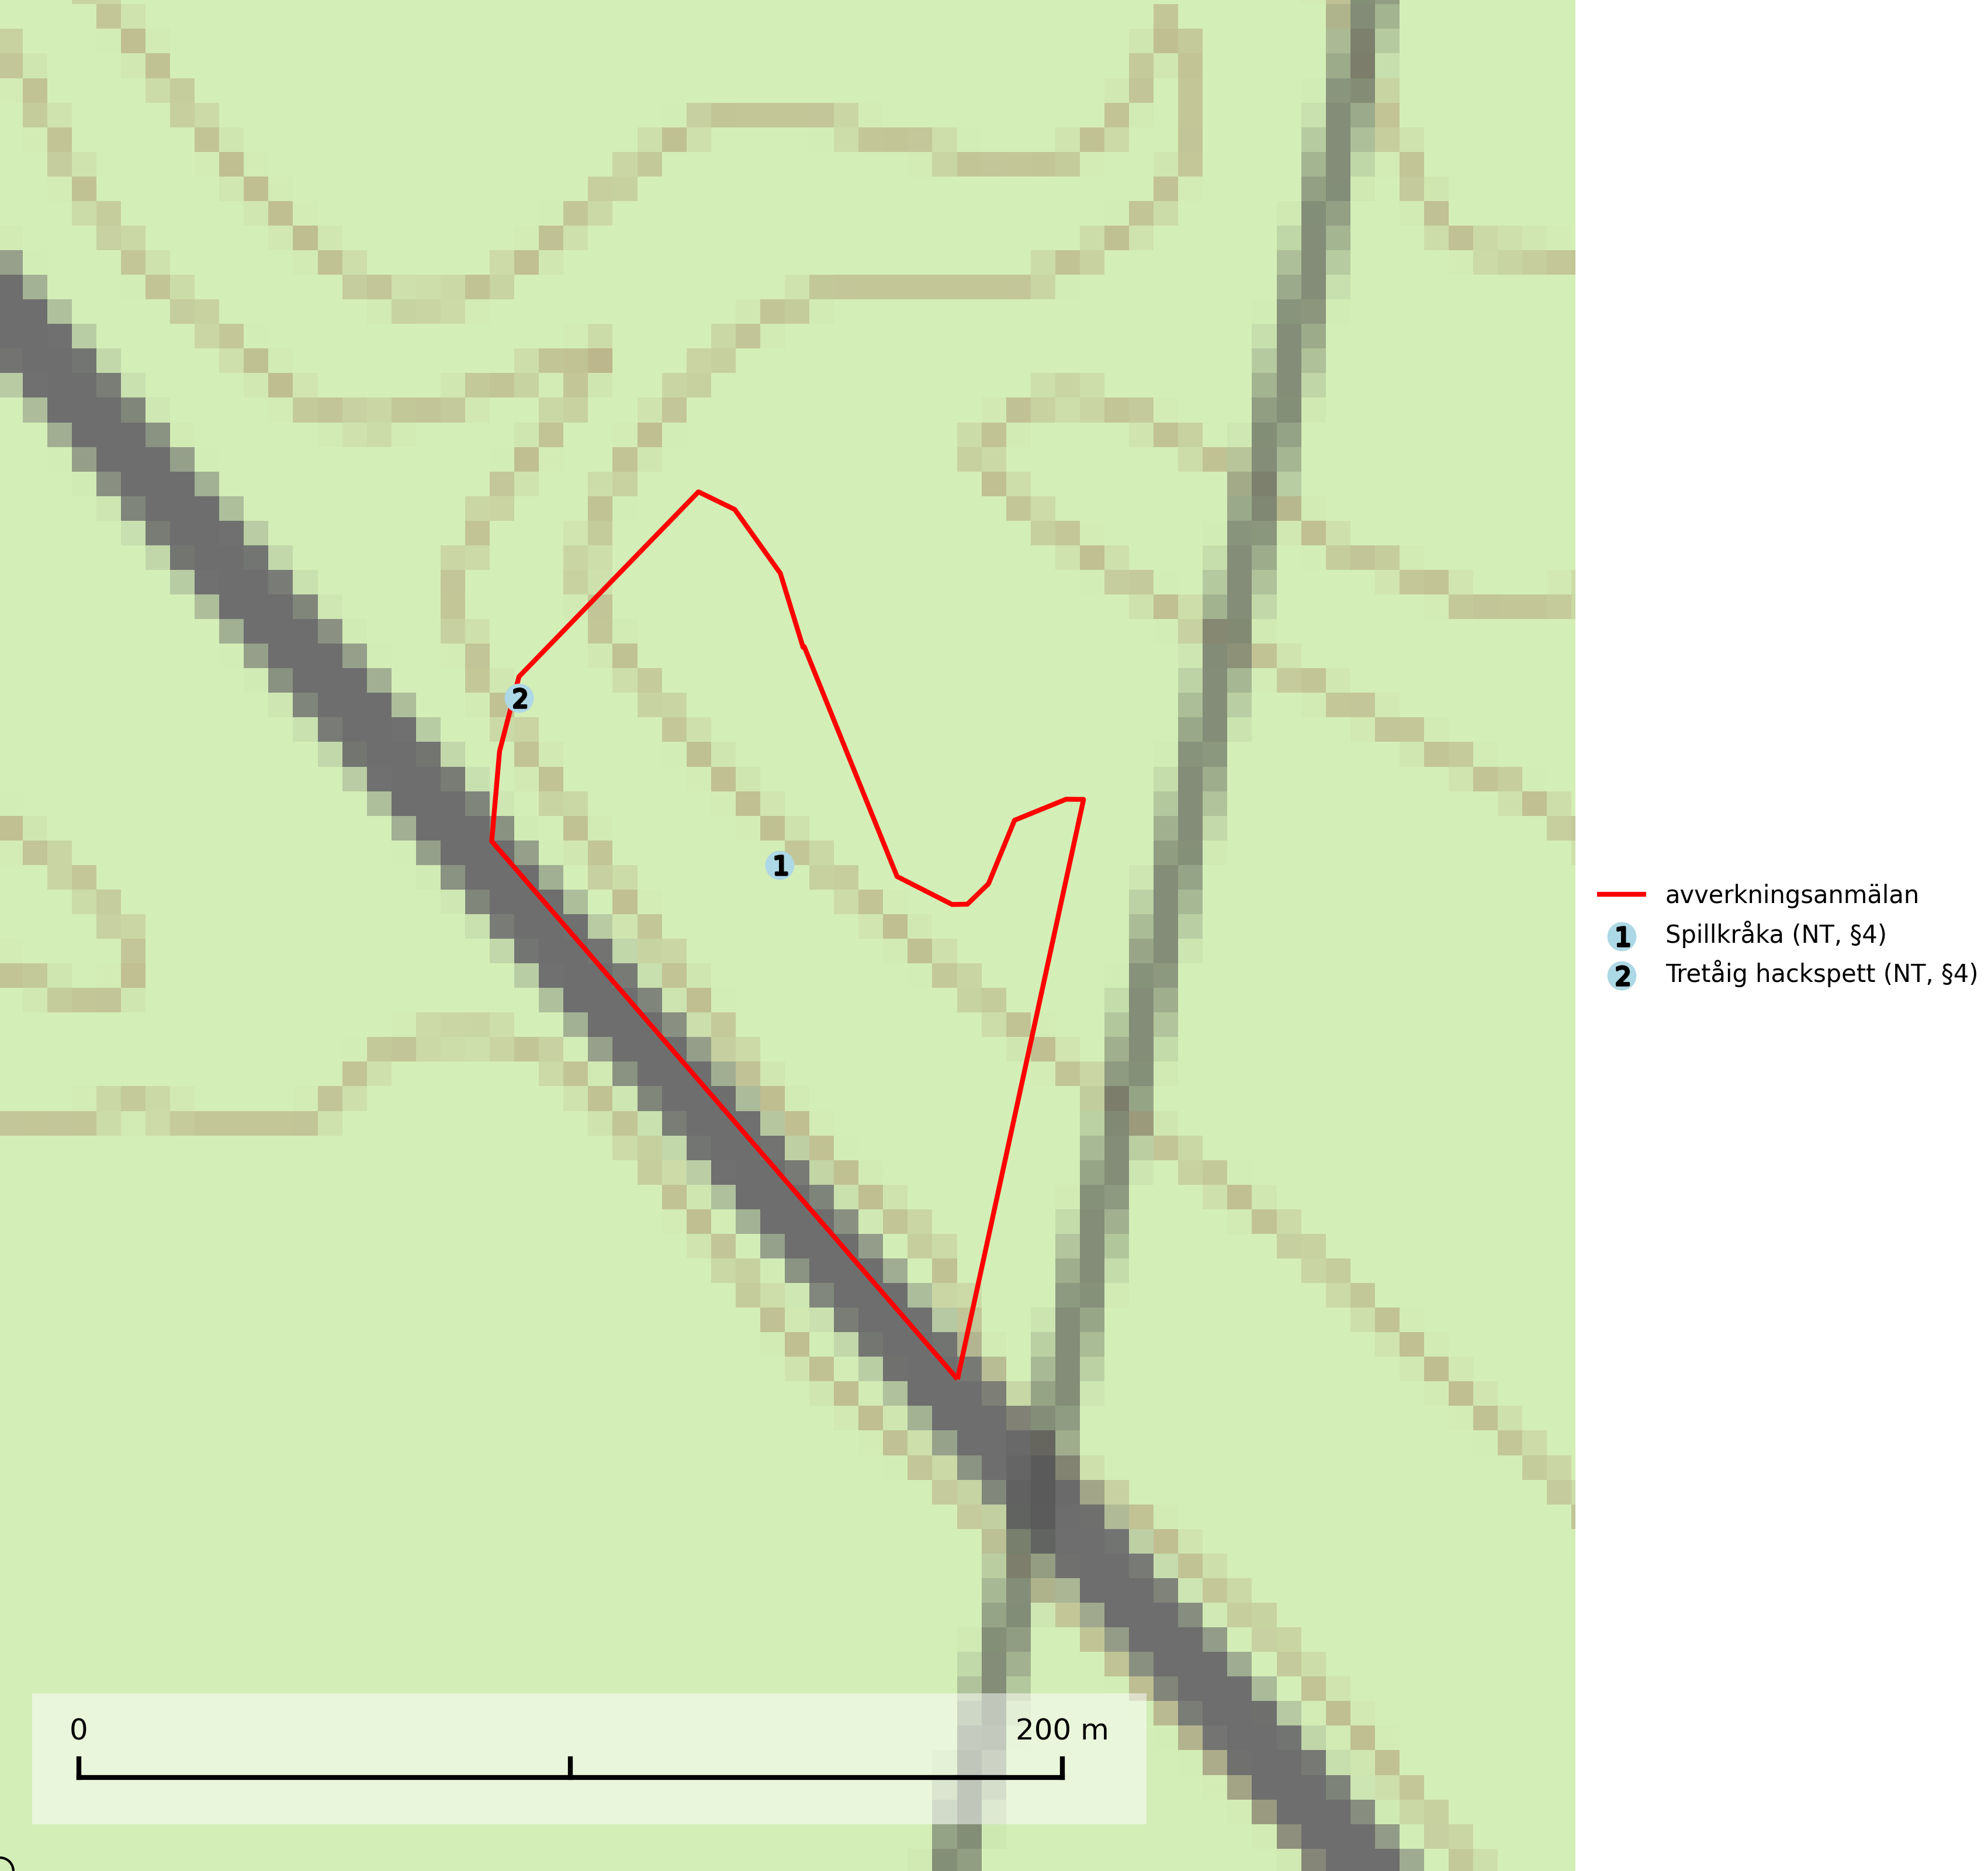 2
1
avverkningsanmälan
1 Spillkråka (NT, §4)
2 Tretåig hackspett (NT, §4)
0 200 m